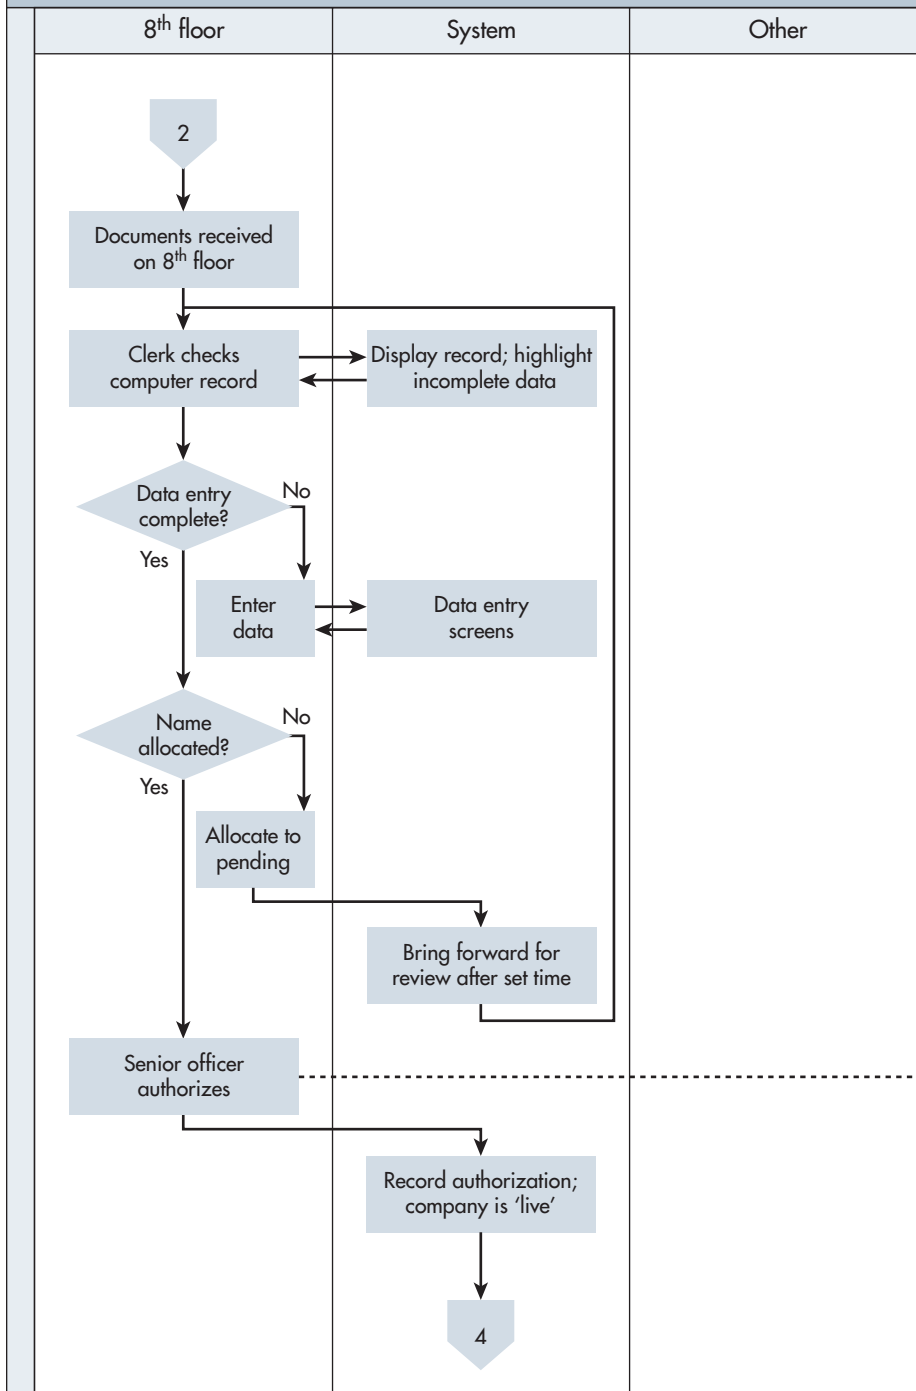 8th floor
System
Other
2
Documents received
on 8th floor
Clerk checks
computer record
Display record; highlight
incomplete data
Data entry
complete?
No
Yes
Enter
data
Data entry
screens
Name
allocated?
No
Yes
Allocate to
pending
Bring forward for
review after set time
Senior officer
authorizes
Record authorization;
company is ‘live’
4